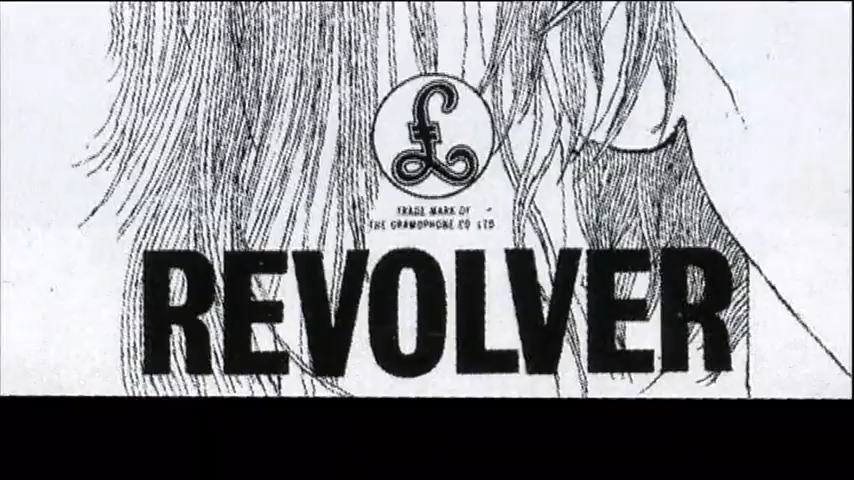 £
TRADE MARK OF
THE GRAMOPHONE CO LTD
REVOLVER